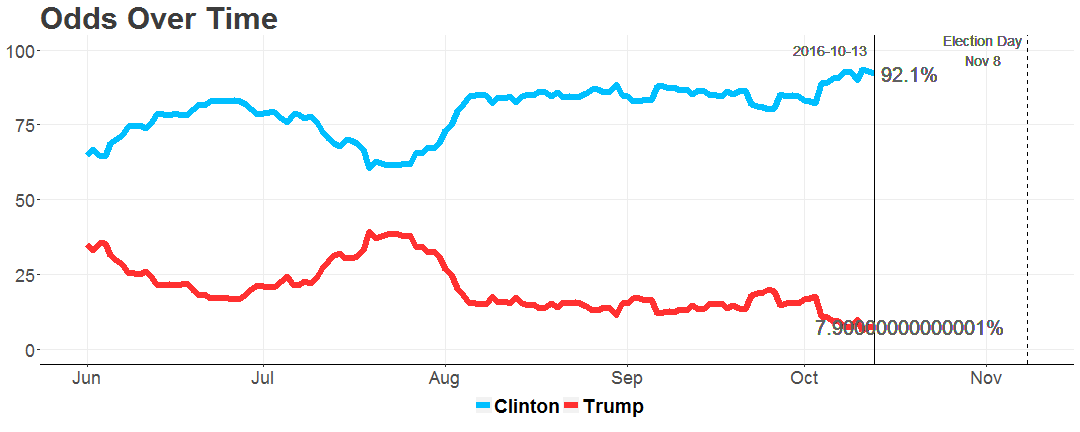 Odds Over Time
100
75
50
25
0
2016-10-13
Election Day
Nov 8
92.1%
7.90000000000001%
Jun Jul Aug Sep Oct Nov
Clinton Trump